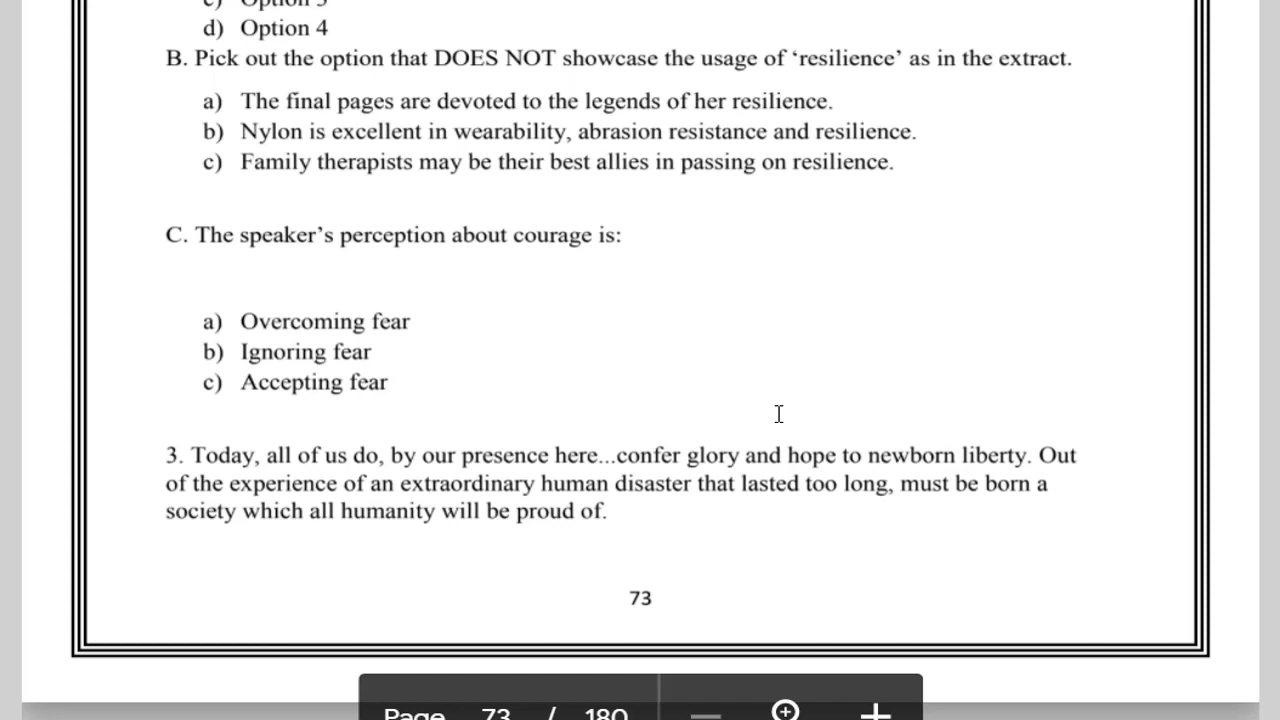 c) Option 3
d) Option 4
B. Pick out the option that DOES NOT showcase the usage of ‘resilience’ as in the extract.
a) The final pages are devoted to the legends of her resilience.
b) Nylon is excellent in wearability, abrasion resistance and resilience.
c) Family therapists may be their best allies in passing on resilience.
C. The speaker’s perception about courage is:
a) Overcoming fear
b) Ignoring fear
c) Accepting fear
3. Today, all of us do, by our presence here...confer glory and hope to newborn liberty. Out
of the experience of an extraordinary human disaster that lasted too long, must be born a
society which all humanity will be proud of.
73
Page 73 / 180